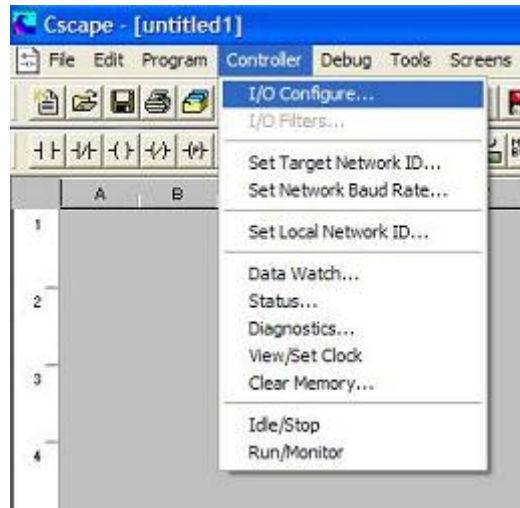 Cscape - [untitled1]
File Edit Program Controller Debug Tools Screens
I/O Configure...
I/O Filters...
Set Target Network ID...
Set Network Baud Rate...
Set Local Network ID...
Data Watch...
Status...
Diagnostics...
View/Set Clock
Clear Memory...
Idle/Stop
Run/Monitor
A B
1
2
3
4